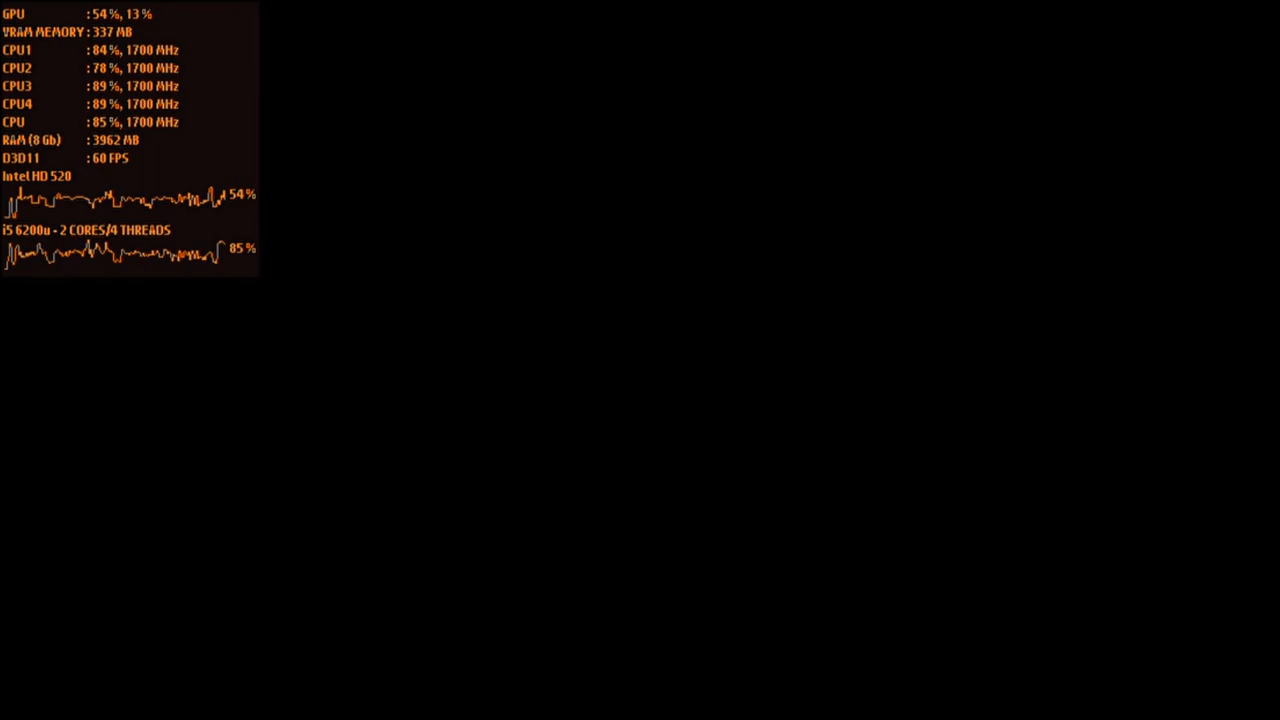 GPU : 54 %, 13 %
VRAM MEMORY : 337 MB
CPU1 : 84 %, 1700 MHz
CPU2 : 78 %, 1700 MHz
CPU3 : 89 %, 1700 MHz
CPU4 : 89 %, 1700 MHz
CPU : 85 %, 1700 MHz
RAM (8 Gb) : 3962 MB
D3D11 : 60 FPS
Intel HD 520
54 %
i5 6200u - 2 CORES/4 THREADS
85 %